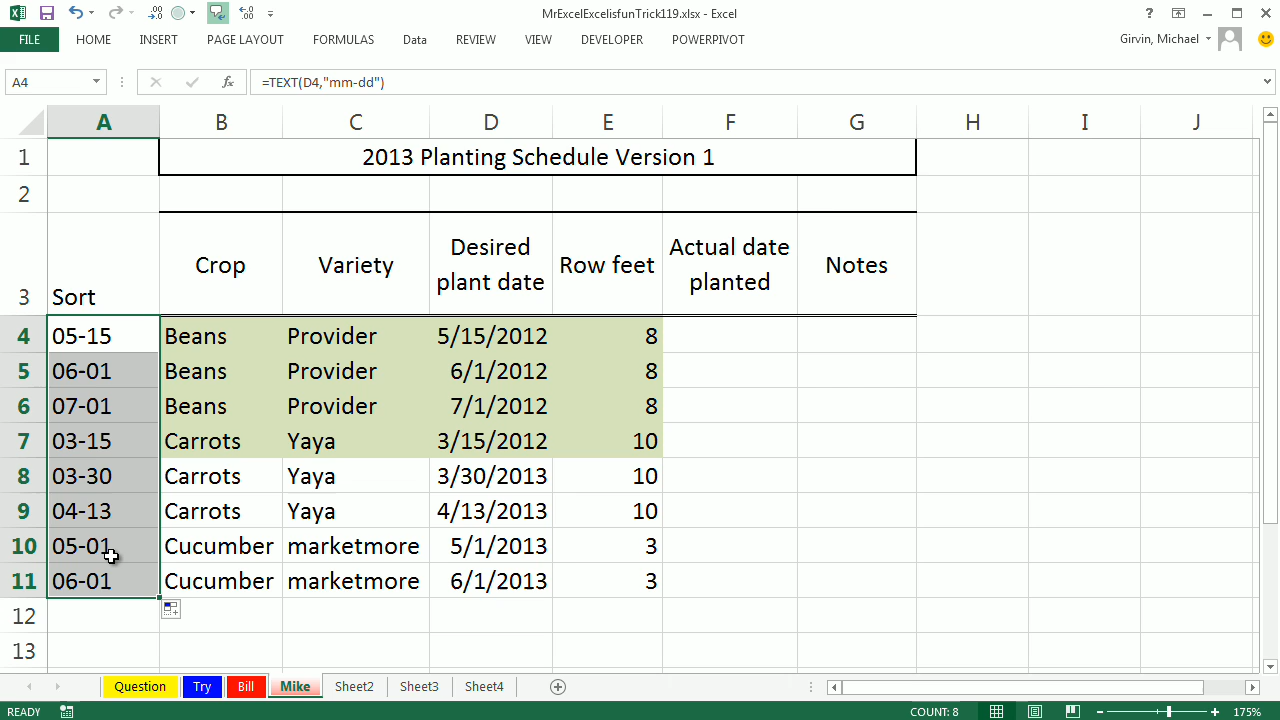 MrExcelExcelisfunTrick119.xlsx - Excel
FILE HOME INSERT PAGE LAYOUT FORMULAS Data REVIEW VIEW DEVELOPER POWERPIVOT Girvin, Michael
A4 fx =TEXT(D4,"mm-dd")
A B C D E F G H I J
1 2013 Planting Schedule Version 1
2
3 Sort Crop Variety Desired plant date Row feet Actual date planted Notes
4 05-15 Beans Provider 5/15/2012 8
5 06-01 Beans Provider 6/1/2012 8
6 07-01 Beans Provider 7/1/2012 8
7 03-15 Carrots Yaya 3/15/2012 10
8 03-30 Carrots Yaya 3/30/2013 10
9 04-13 Carrots Yaya 4/13/2013 10
10 05-01 Cucumber marketmore 5/1/2013 3
11 06-01 Cucumber marketmore 6/1/2013 3
12
13
Question Try Bill Mike Sheet2 Sheet3 Sheet4
READY COUNT: 8 175%